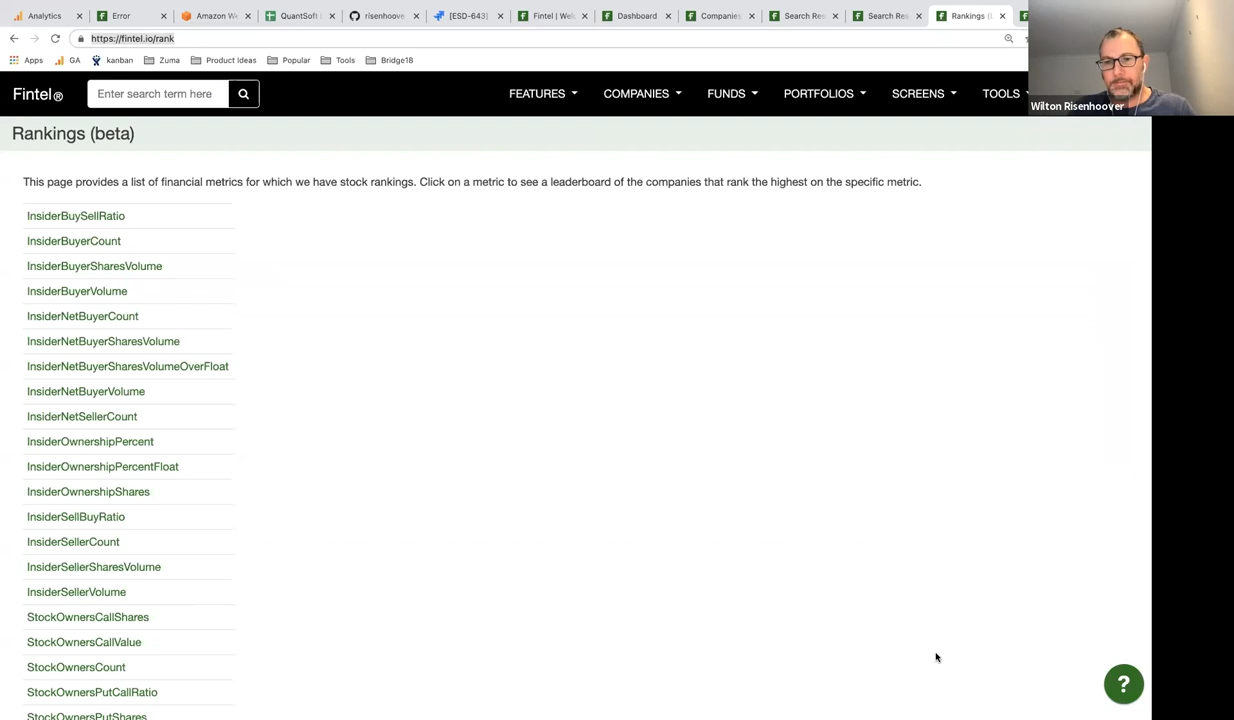 Analytics
Error
Amazon We
QuantSoft
risenhoove
[ESD-643]
Fintel | Wel
Dashboard
Companies
Search Res
Search Res
Rankings (
https://fintel.io/rank
Apps
GA
kanban
Zuma
Product Ideas
Popular
Tools
Bridge18
Fintel®
Enter search term here
FEATURES
COMPANIES
FUNDS
PORTFOLIOS
SCREENS
TOOLS
Wilton Risenhoover
Rankings (beta)
This page provides a list of financial metrics for which we have stock rankings. Click on a metric to see a leaderboard of the companies that rank the highest on the specific metric.
InsiderBuySellRatio
InsiderBuyerCount
InsiderBuyerSharesVolume
InsiderBuyerVolume
InsiderNetBuyerCount
InsiderNetBuyerSharesVolume
InsiderNetBuyerSharesVolumeOverFloat
InsiderNetBuyerVolume
InsiderNetSellerCount
InsiderOwnershipPercent
InsiderOwnershipPercentFloat
InsiderOwnershipShares
InsiderSellBuyRatio
InsiderSellerCount
InsiderSellerSharesVolume
InsiderSellerVolume
StockOwnersCallShares
StockOwnersCallValue
StockOwnersCount
StockOwnersPutCallRatio
StockOwnersPutShares
?